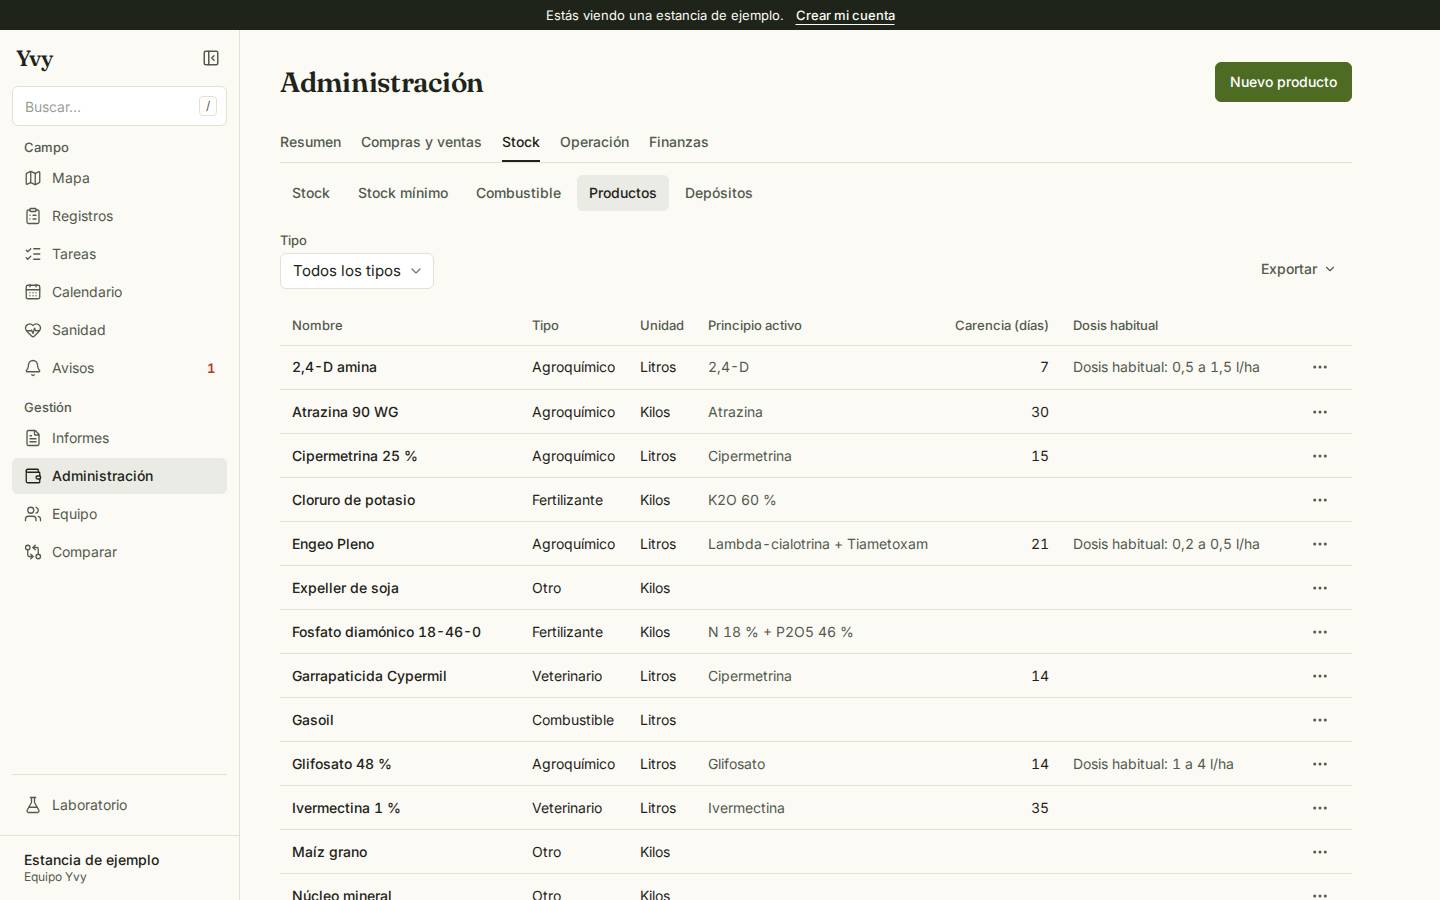 Estás viendo una estancia de ejemplo. Crear mi cuenta
Yvy
Buscar... /
Campo
Mapa
Registros
Tareas
Calendario
Sanidad
Avisos 1
Gestión
Informes
Administración
Equipo
Comparar
Laboratorio
Estancia de ejemplo
Equipo Yvy
Administración
Nuevo producto
Resumen Compras y ventas Stock Operación Finanzas
Stock Stock mínimo Combustible Productos Depósitos
Tipo
Todos los tipos
Exportar
Nombre Tipo Unidad Principio activo Carencia (días) Dosis habitual
2,4-D amina Agroquímico Litros 2,4-D 7 Dosis habitual: 0,5 a 1,5 l/ha
Atrazina 90 WG Agroquímico Kilos Atrazina 30
Cipermetrina 25 % Agroquímico Litros Cipermetrina 15
Cloruro de potasio Fertilizante Kilos K2O 60 %
Engeo Pleno Agroquímico Litros Lambda-cialotrina + Tiametoxam 21 Dosis habitual: 0,2 a 0,5 l/ha
Expeller de soja Otro Kilos
Fosfato diamónico 18-46-0 Fertilizante Kilos N 18 % + P2O5 46 %
Garrapaticida Cypermil Veterinario Litros Cipermetrina 14
Gasoil Combustible Litros
Glifosato 48 % Agroquímico Litros Glifosato 14 Dosis habitual: 1 a 4 l/ha
Ivermectina 1 % Veterinario Litros Ivermectina 35
Maíz grano Otro Kilos
Núcleo mineral Otro Kilos